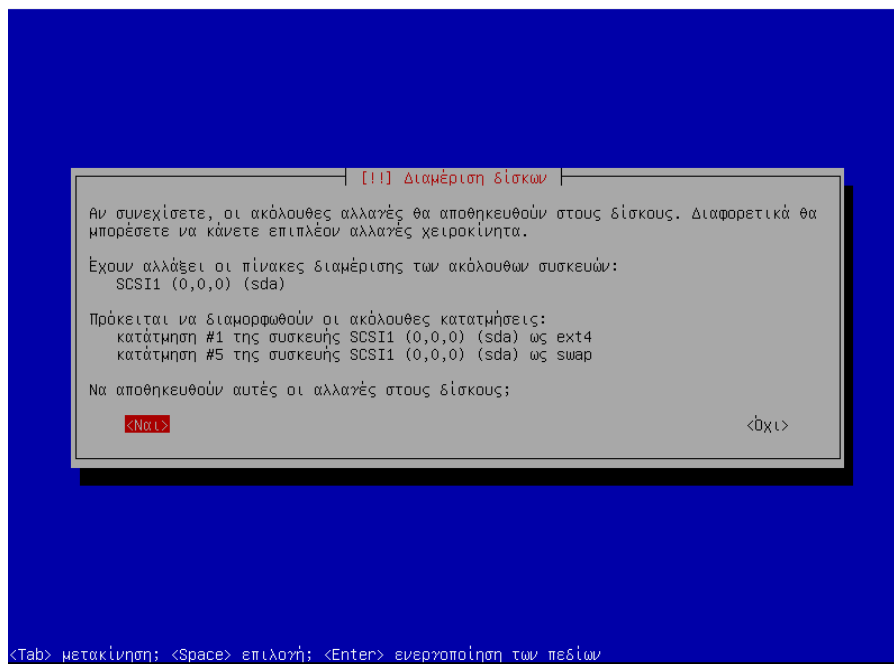 [!!] Διαμέριση δίσκων
Αν συνεχίσετε, οι ακόλουθες αλλαγές θα αποθηκευθούν στους δίσκους. Διαφορετικά θα
μπορέσετε να κάνετε επιπλέον αλλαγές χειροκίνητα.
Έχουν αλλάξει οι πίνακες διαμέρισης των ακόλουθων συσκευών:
SCSI1 (0,0,0) (sda)
Πρόκειται να διαμορφωθούν οι ακόλουθες κατατμήσεις:
κατάτμηση #1 της συσκευής SCSI1 (0,0,0) (sda) ως ext4
κατάτμηση #5 της συσκευής SCSI1 (0,0,0) (sda) ως swap
Να αποθηκευθούν αυτές οι αλλαγές στους δίσκους;
<Ναι> <Όχι>
<Tab> μετακίνηση; <Space> επιλογή; <Enter> ενεργοποίηση των πεδίων